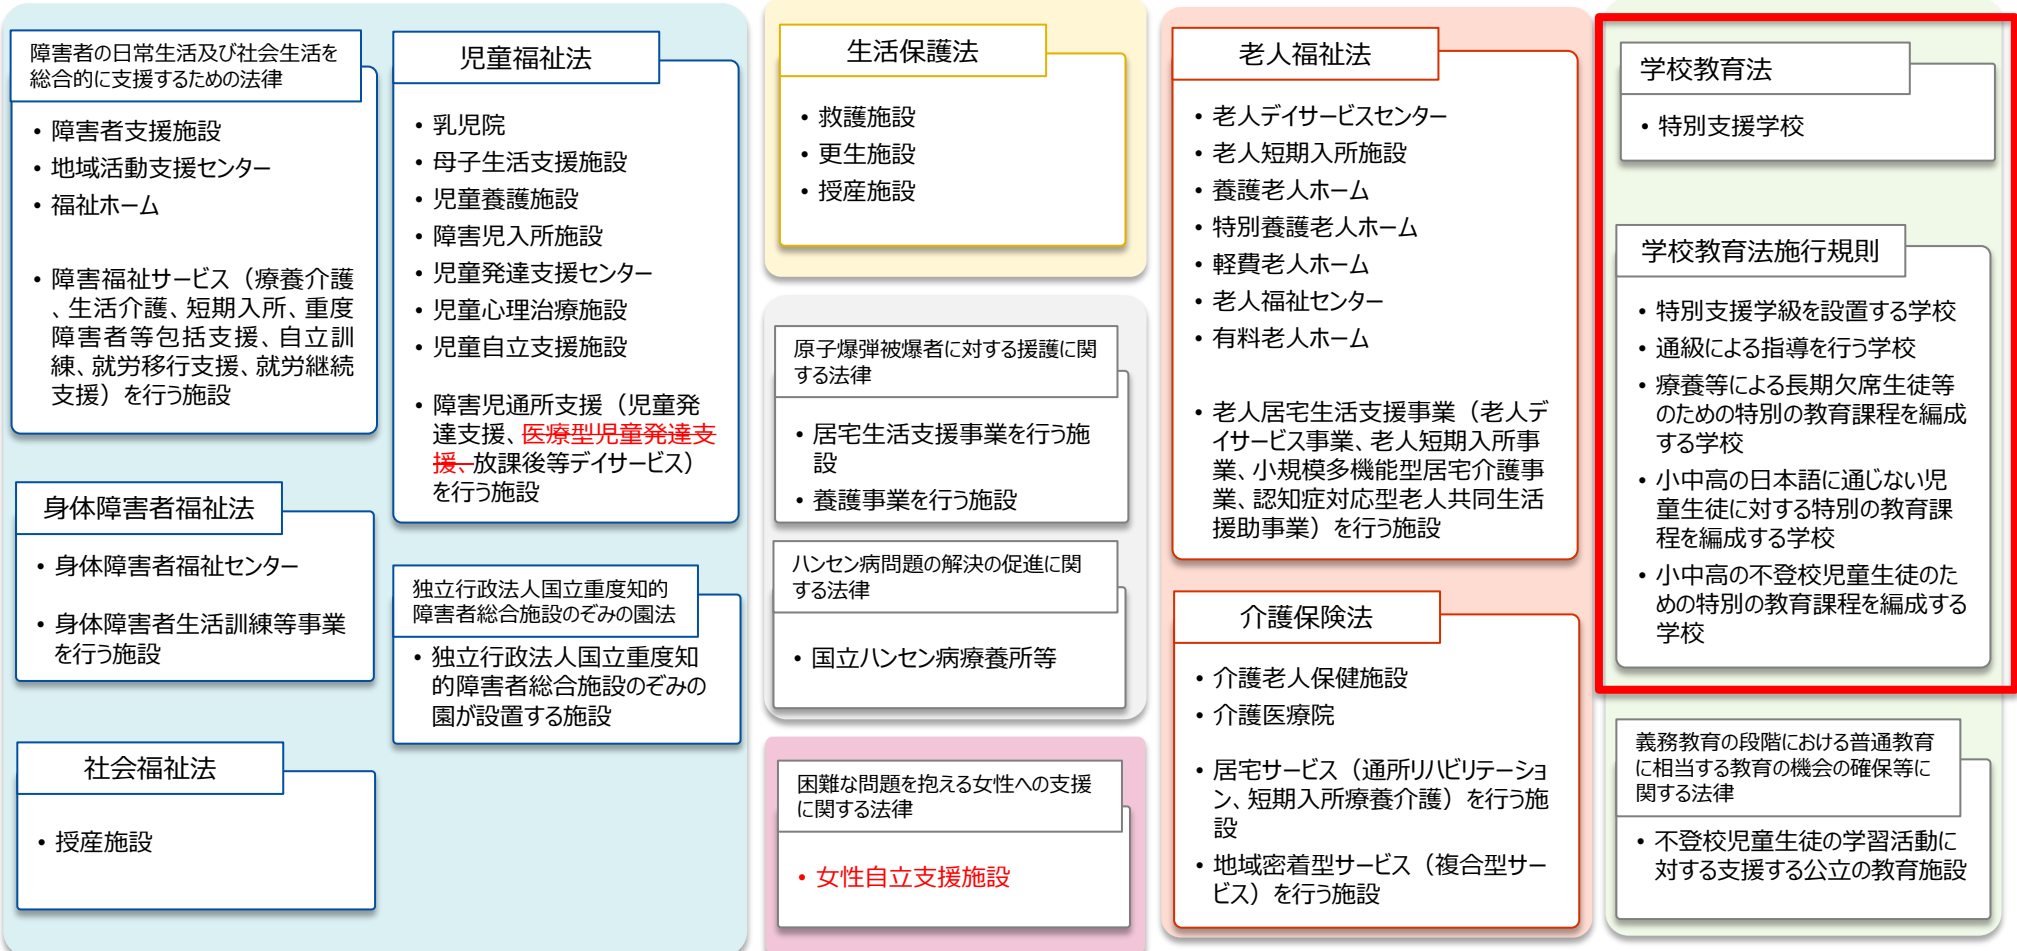 障害者の日常生活及び社会生活を
総合的に支援するための法律
• 障害者支援施設
• 地域活動支援センター
• 福祉ホーム
• 障害福祉サービス（療養介護
、生活介護、短期入所、重度
障害者等包括支援、自立訓
練、就労移行支援、就労継続
支援）を行う施設
身体障害者福祉法
• 身体障害者福祉センター
• 身体障害者生活訓練等事業
を行う施設
社会福祉法
• 授産施設
児童福祉法
• 乳児院
• 母子生活支援施設
• 児童養護施設
• 障害児入所施設
• 児童発達支援センター
• 児童心理治療施設
• 児童自立支援施設
• 障害児通所支援（児童発
達支援、医療型児童発達支
援、放課後等デイサービス）
を行う施設
独立行政法人国立重度知的
障害者総合施設のぞみの園法
• 独立行政法人国立重度知
的障害者総合施設のぞみの
園が設置する施設
生活保護法
• 救護施設
• 更生施設
• 授産施設
原子爆弾被爆者に対する援護に関
する法律
• 居宅生活支援事業を行う施
設
• 養護事業を行う施設
ハンセン病問題の解決の促進に関
する法律
• 国立ハンセン病療養所等
困難な問題を抱える女性への支援
に関する法律
• 女性自立支援施設
老人福祉法
• 老人デイサービスセンター
• 老人短期入所施設
• 養護老人ホーム
• 特別養護老人ホーム
• 軽費老人ホーム
• 老人福祉センター
• 有料老人ホーム
• 老人居宅生活支援事業（老人デ
イサービス事業、老人短期入所事
業、小規模多機能型居宅介護事
業、認知症対応型老人共同生活
援助事業）を行う施設
介護保険法
• 介護老人保健施設
• 介護医療院
• 居宅サービス（通所リハビリテーショ
ン、短期入所療養介護）を行う施
設
• 地域密着型サービス（複合型サー
ビス）を行う施設
学校教育法
• 特別支援学校
学校教育法施行規則
• 特別支援学級を設置する学校
• 通級による指導を行う学校
• 療養等による長期欠席生徒等
のための特別の教育課程を編成
する学校
• 小中高の日本語に通じない児
童生徒に対する特別の教育課
程を編成する学校
• 小中高の不登校児童生徒のた
めの特別の教育課程を編成する
学校
義務教育の段階における普通教育
に相当する教育の機会の確保等に
関する法律
• 不登校児童生徒の学習活動に
対する支援する公立の教育施設